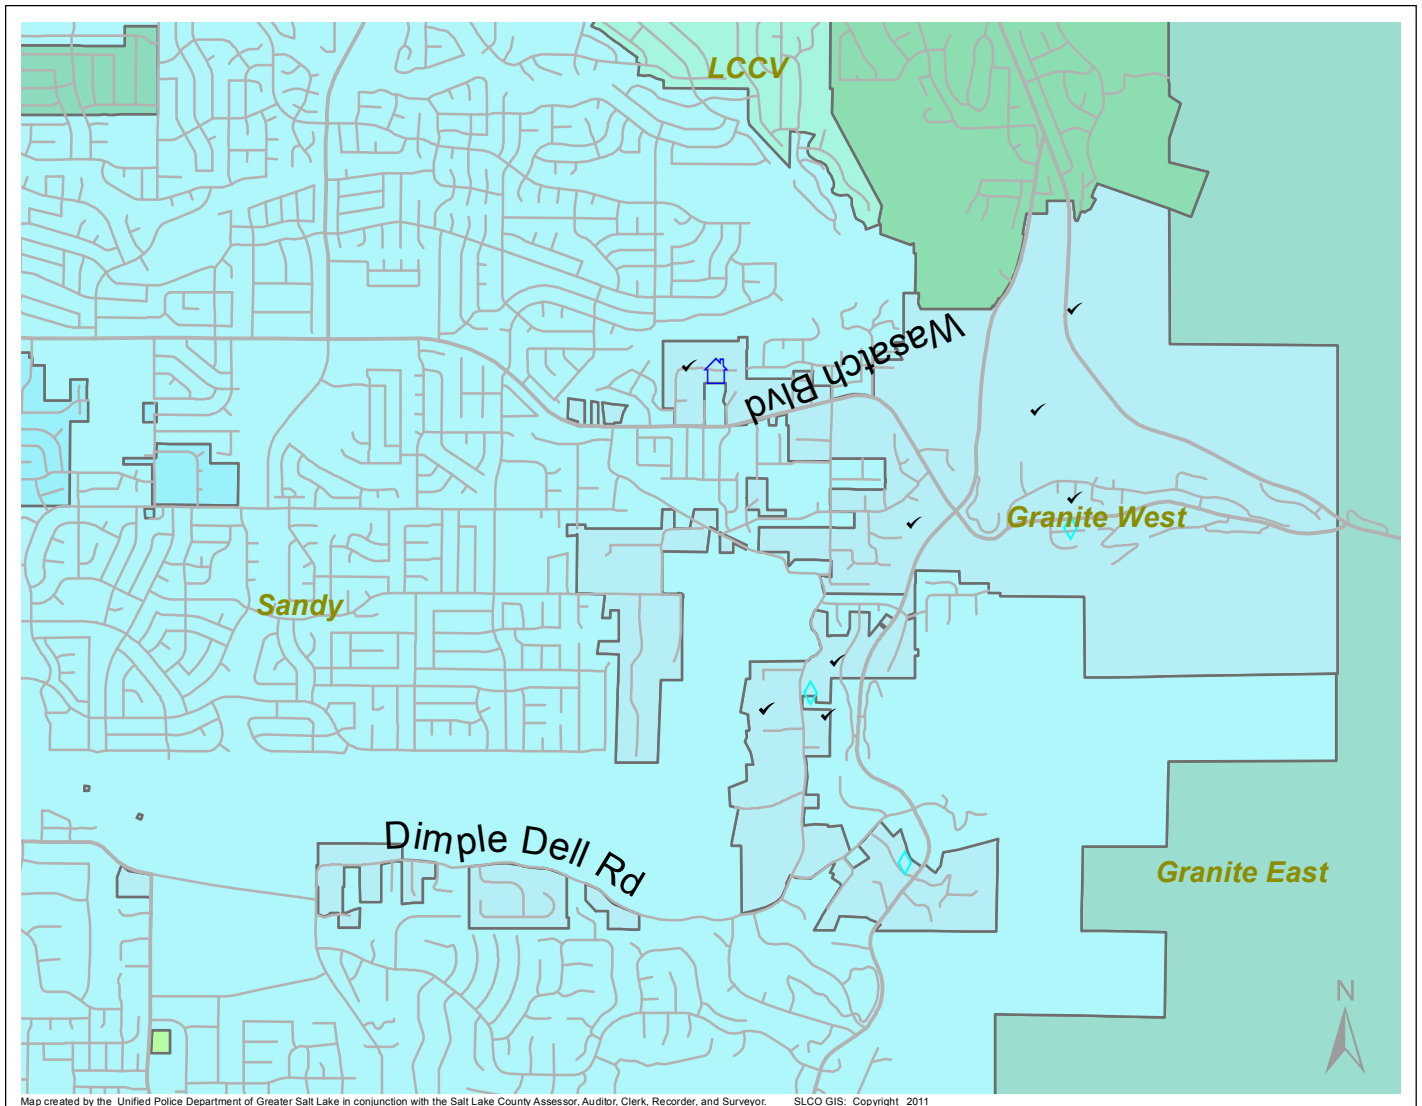 LCCV
Wasatch Blvd
Granite West
Sandy
Dimple Dell Rd
Granite East
N
Map created by the Unified Police Department of Greater Salt Lake in conjunction with the Salt Lake County Assessor, Auditor, Clerk, Recorder, and Surveyor. SLCO GIS: Copyright 2011